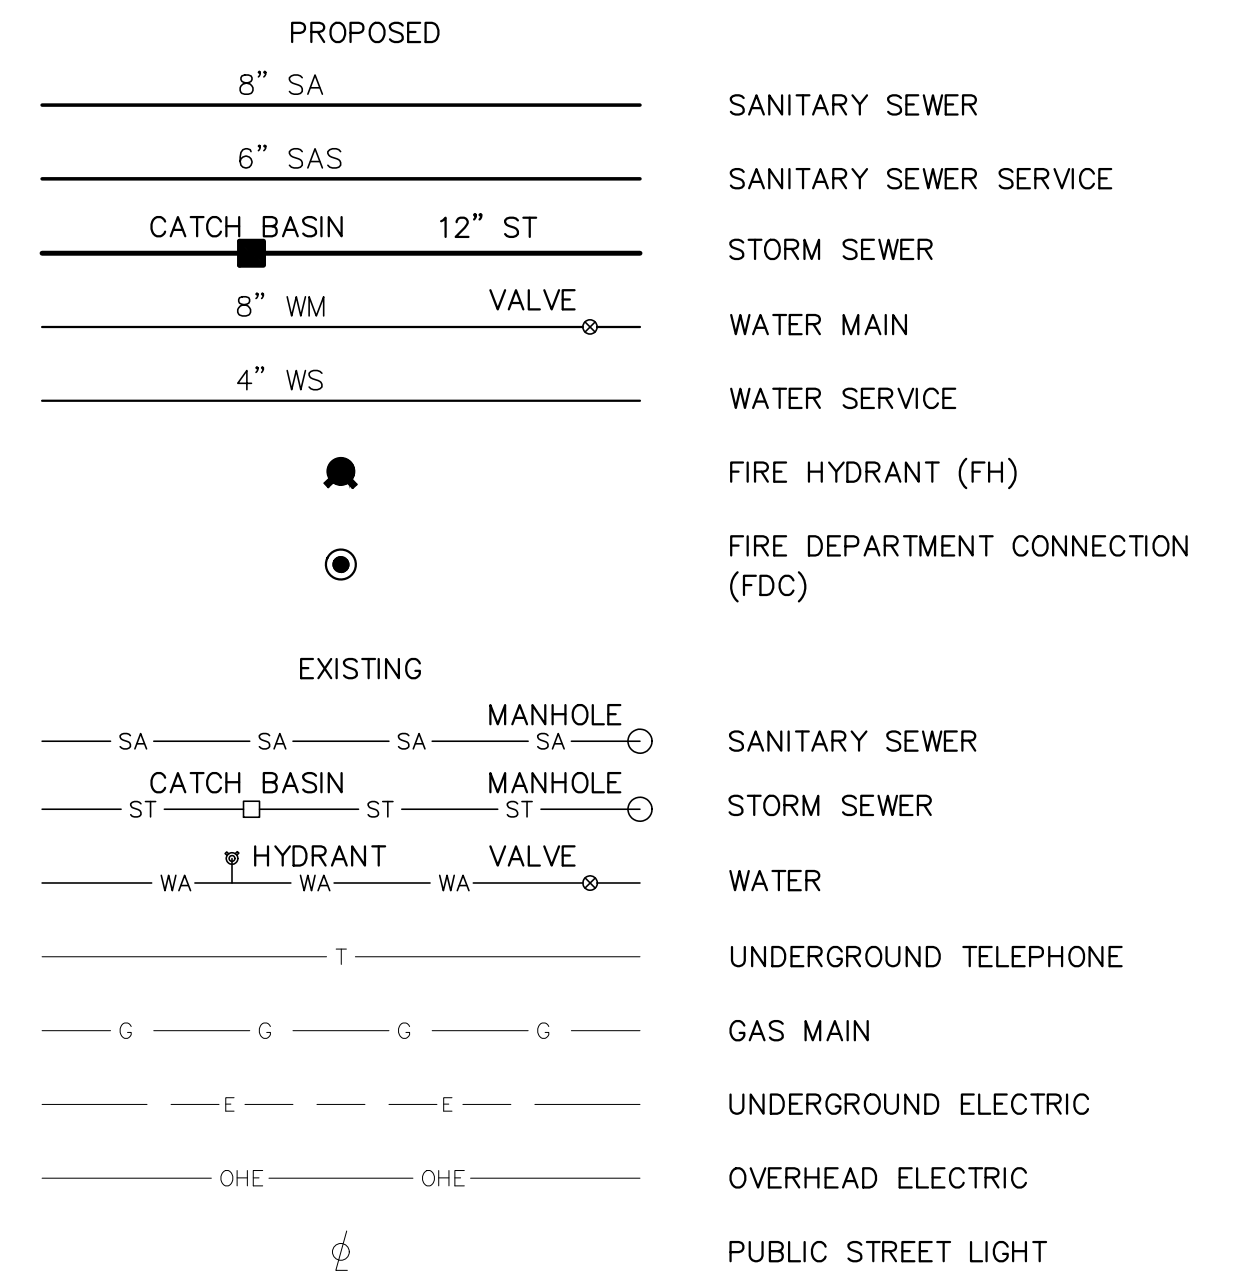 PROPOSED
8" SA
SANITARY SEWER
6" SAS
SANITARY SEWER SERVICE
CATCH BASIN 12" ST
STORM SEWER
8" WM VALVE
WATER MAIN
4" WS
WATER SERVICE
FIRE HYDRANT (FH)
FIRE DEPARTMENT CONNECTION
(FDC)
EXISTING
MANHOLE
SA SA SA SA SANITARY SEWER
CATCH BASIN MANHOLE
ST ST ST STORM SEWER
HYDRANT VALVE
WA WA WA WATER
T UNDERGROUND TELEPHONE
G G G G GAS MAIN
E E UNDERGROUND ELECTRIC
OHE OHE OVERHEAD ELECTRIC
PUBLIC STREET LIGHT